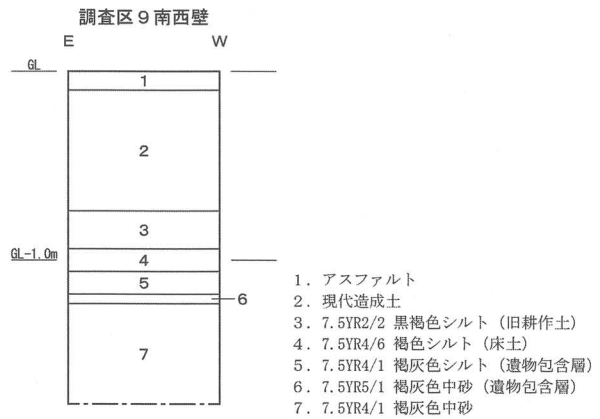 調査区９南西壁
E W
GL
1
2
3
GL-1.0m
4
5
6
7
１．アスファルト
２．現代造成土
３．7.5YR2/2 黒褐色シルト（旧耕作土）
４．7.5YR4/6 褐色シルト（床土）
５．7.5YR4/1 褐灰色シルト（遺物包含層）
６．7.5YR5/1 褐灰色中砂（遺物包含層）
７．7.5YR4/1 褐灰色中砂